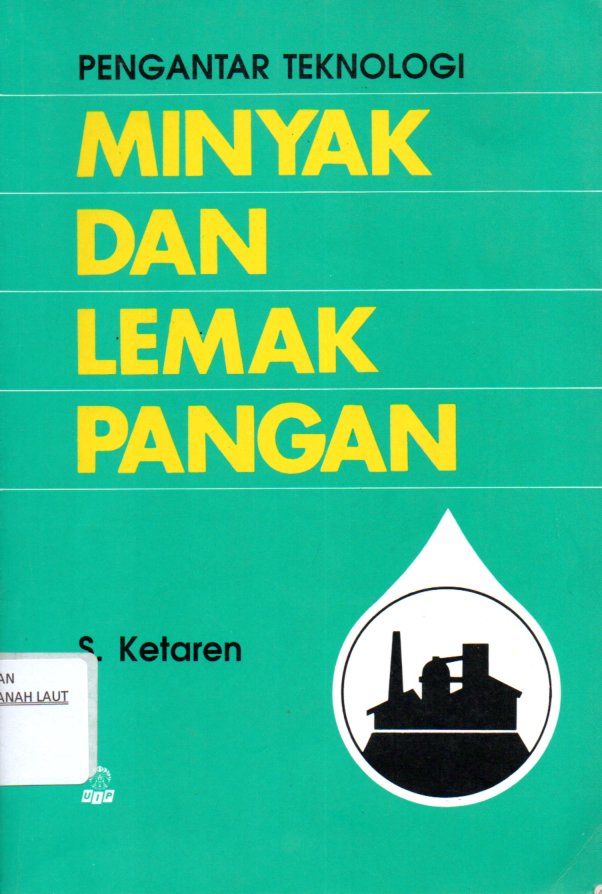 PENGANTAR TEKNOLOGI
MINYAK
DAN
LEMAK
PANGAN
S. Ketaren
AN
ANAH LAUT
UIP